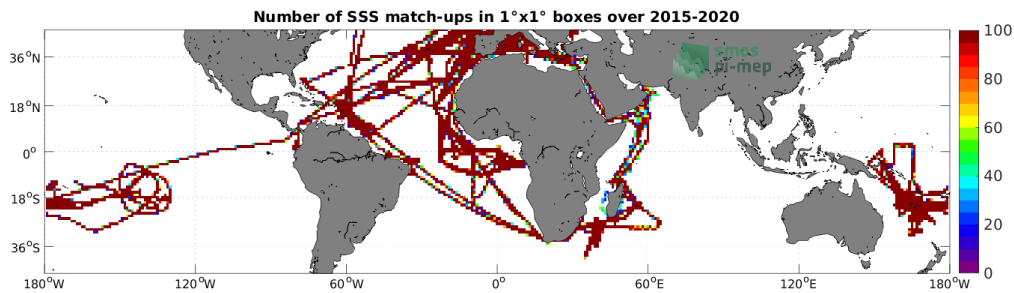 Number of SSS match-ups in 1°x1° boxes over 2015-2020
36°N
18°N
0°
18°S
36°S
180°W
120°W
60°W
0°
60°E
120°E
180°W
smos
pi-mep
100
80
60
40
20
0